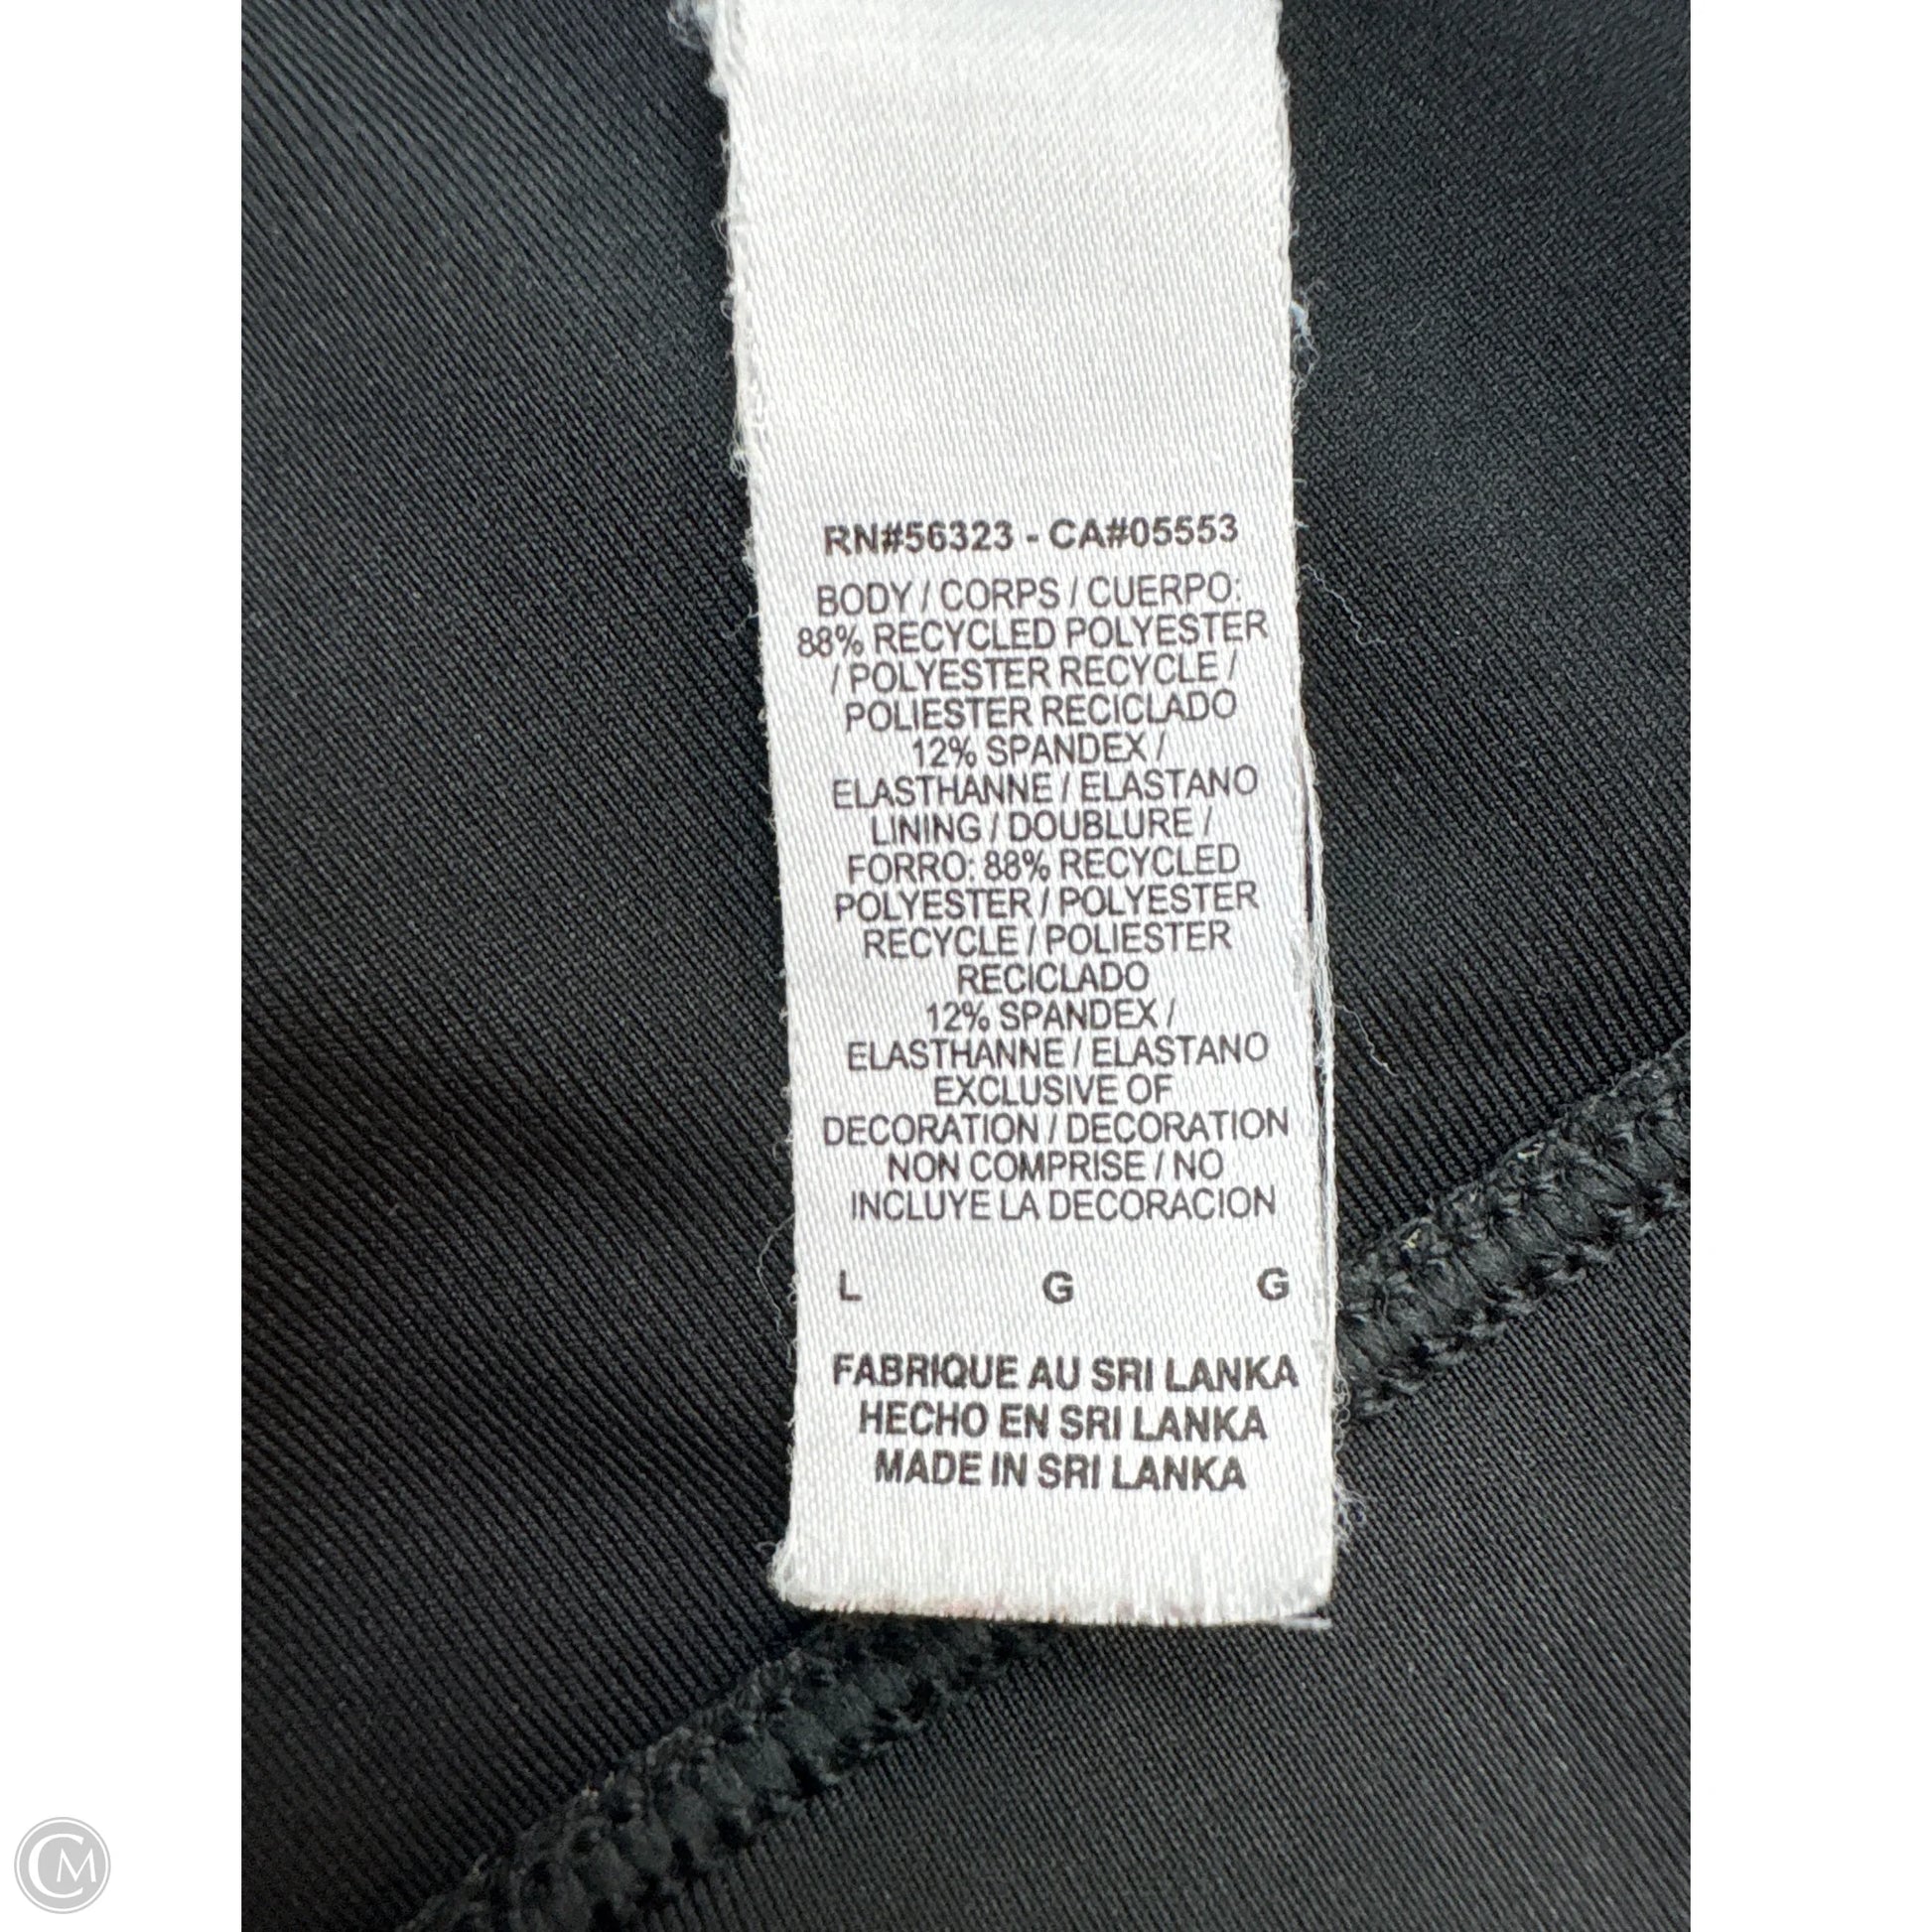 RN#56323 - CA#05553
BODY / CORPS / CUERPO:
88% RECYCLED POLYESTER
/ POLYESTER RECYCLE /
POLIESTER RECICLADO
12% SPANDEX /
ELASTHANNE / ELASTANO
LINING / DOUBLURE /
FORRO: 88% RECYCLED
POLYESTER / POLYESTER
RECYCLE / POLIESTER
RECICLADO
12% SPANDEX /
ELASTHANNE / ELASTANO
EXCLUSIVE OF
DECORATION / DECORATION
NON COMPRISE / NO
INCLUYE LA DECORACION
L G G
FABRIQUE AU SRI LANKA
HECHO EN SRI LANKA
MADE IN SRI LANKA
CM